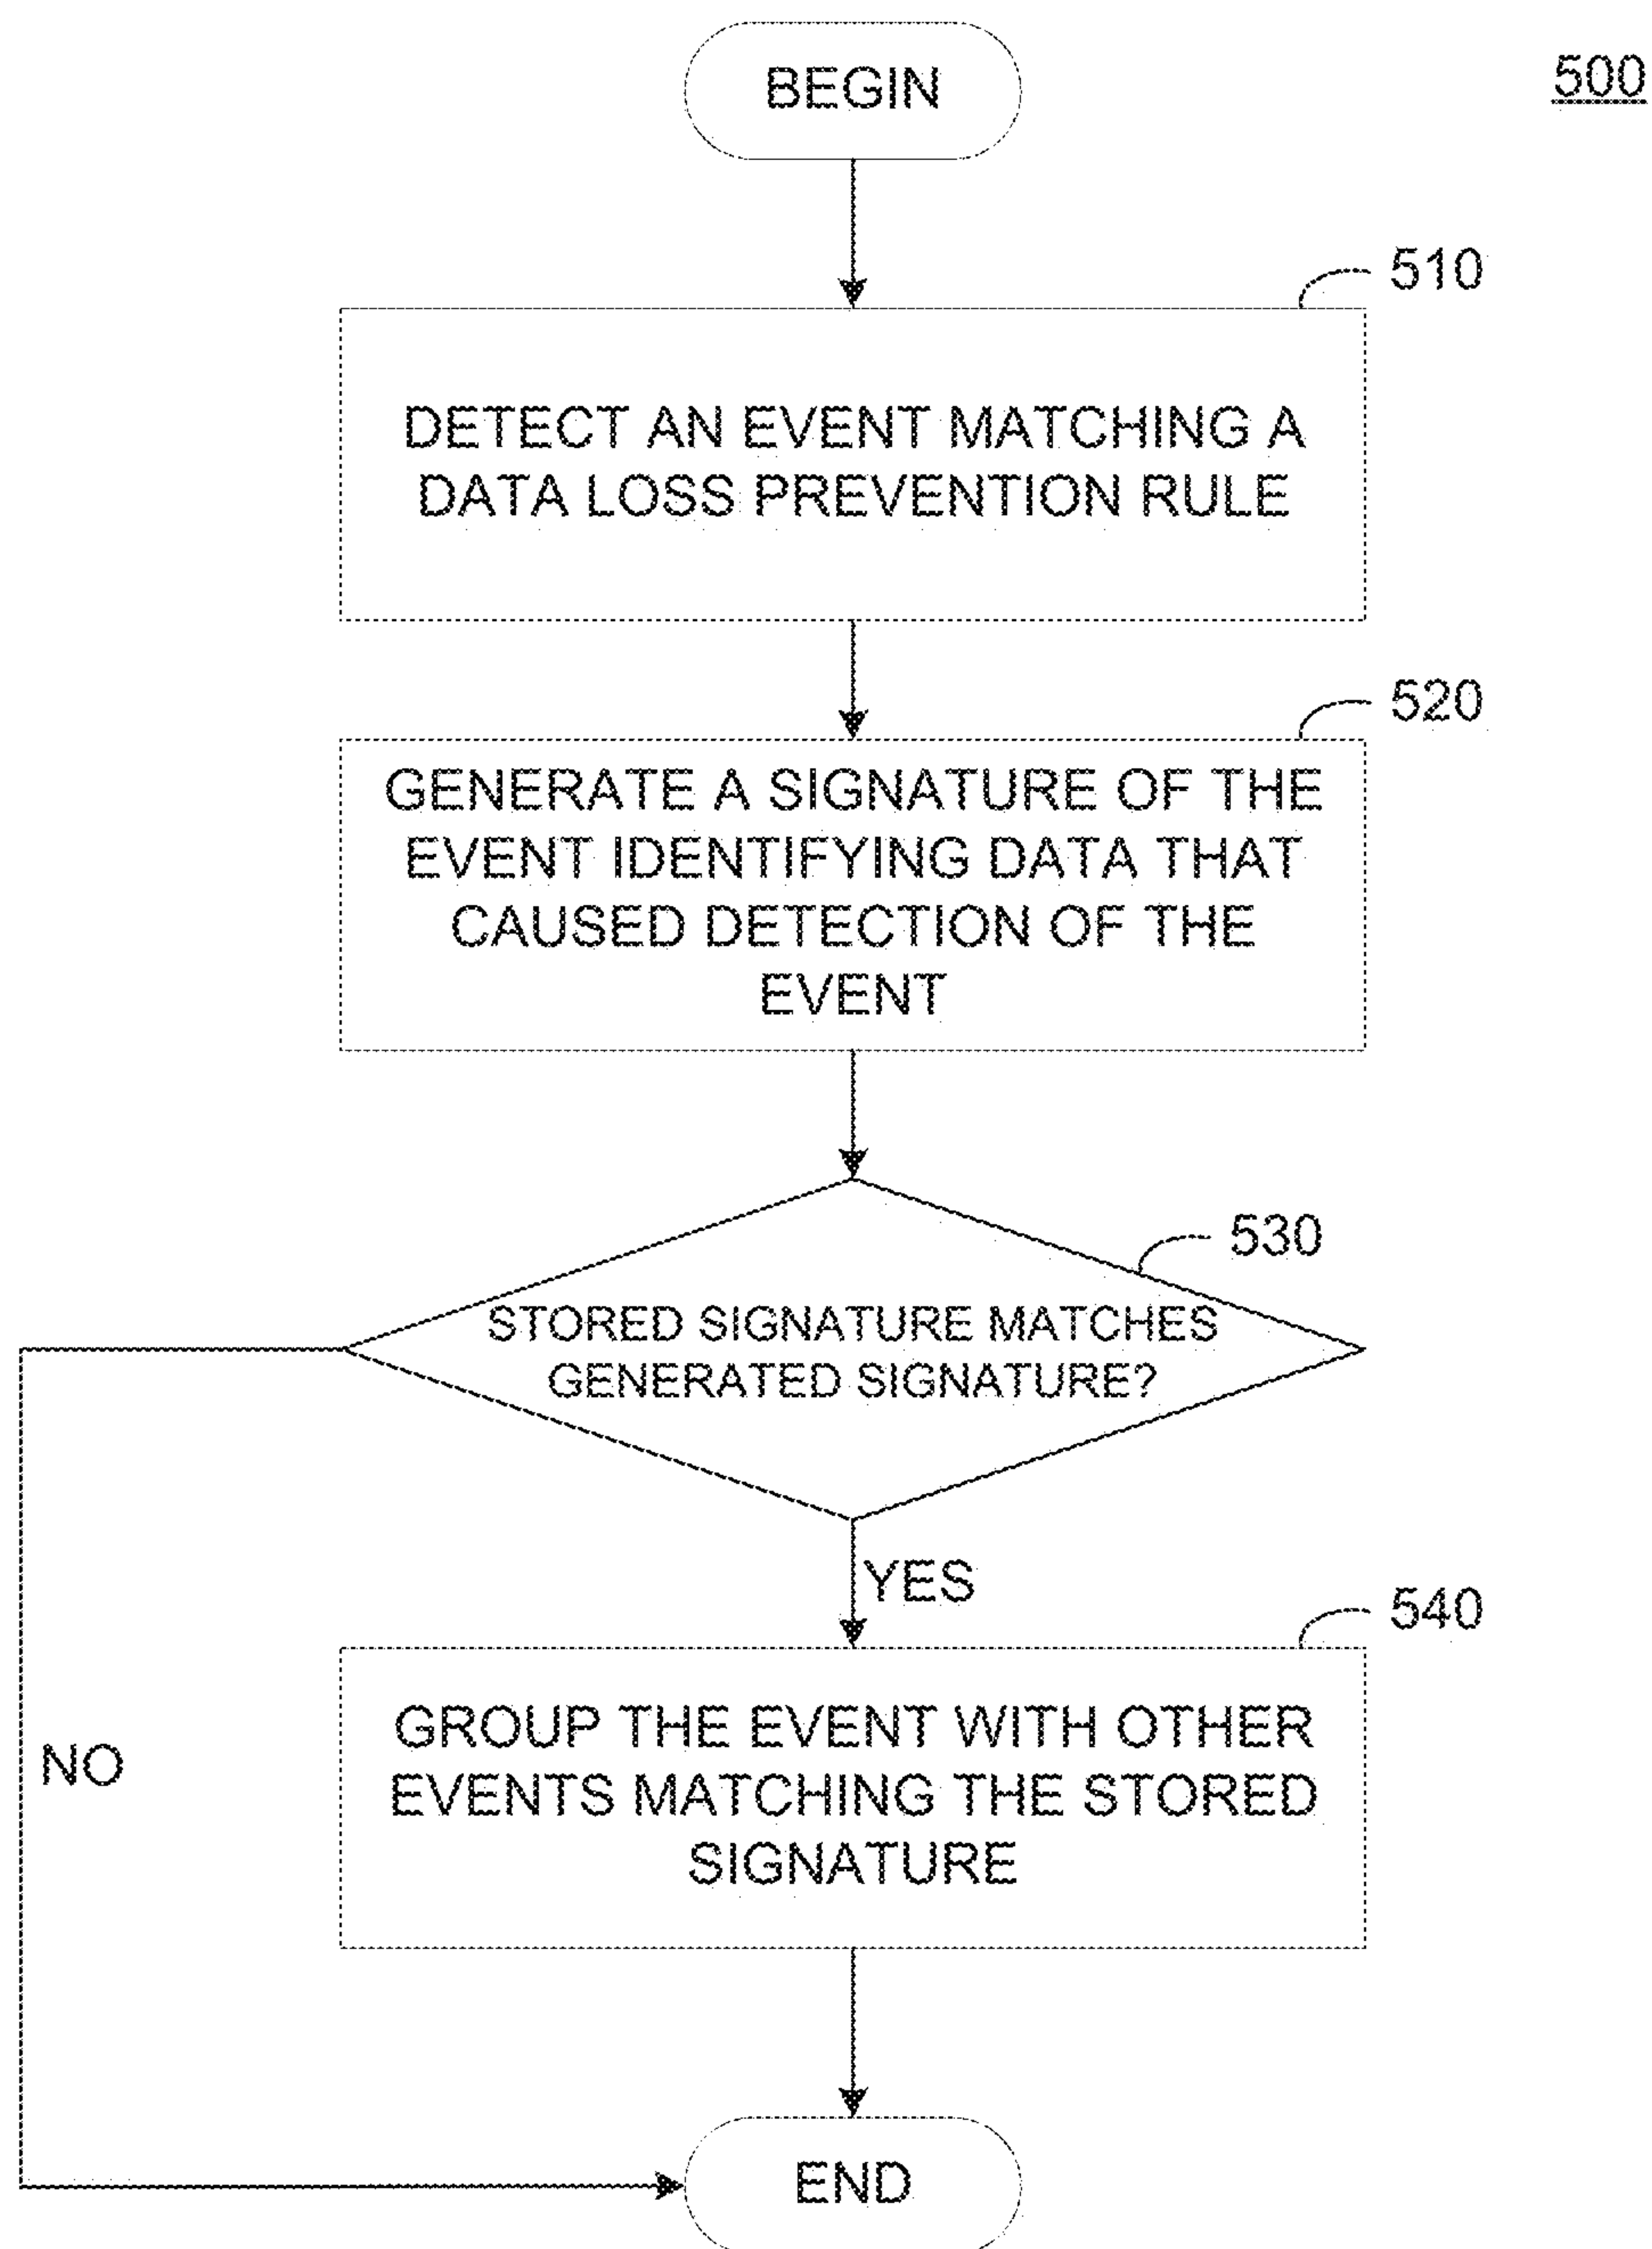 BEGIN
500
510
DETECT AN EVENT MATCHING A
DATA LOSS PREVENTION RULE
520
GENERATE A SIGNATURE OF THE
EVENT IDENTIFYING DATA THAT
CAUSED DETECTION OF THE
EVENT
530
STORED SIGNATURE MATCHES
GENERATED SIGNATURE?
YES
540
GROUP THE EVENT WITH OTHER
EVENTS MATCHING THE STORED
SIGNATURE
NO
END